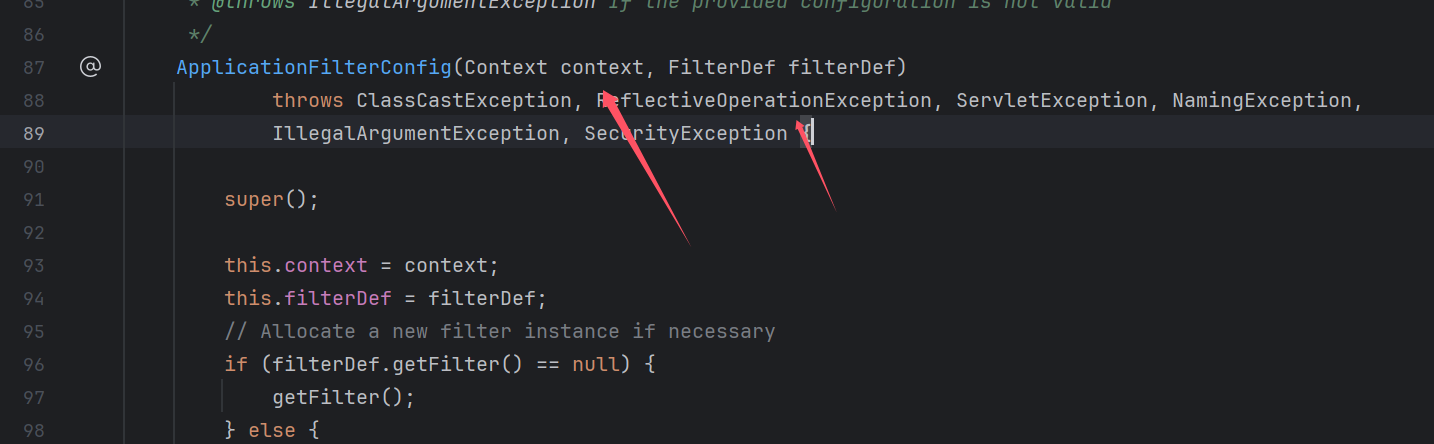 85 * @throws IllegalArgumentException if the provided configuration is not valid
86 */
87 @ ApplicationFilterConfig(Context context, FilterDef filterDef)
88 throws ClassCastException, ReflectiveOperationException, ServletException, NamingException,
89 IllegalArgumentException, SecurityException {
90
91 super();
92
93 this.context = context;
94 this.filterDef = filterDef;
95 // Allocate a new filter instance if necessary
96 if (filterDef.getFilter() == null) {
97 getFilter();
98 } else {